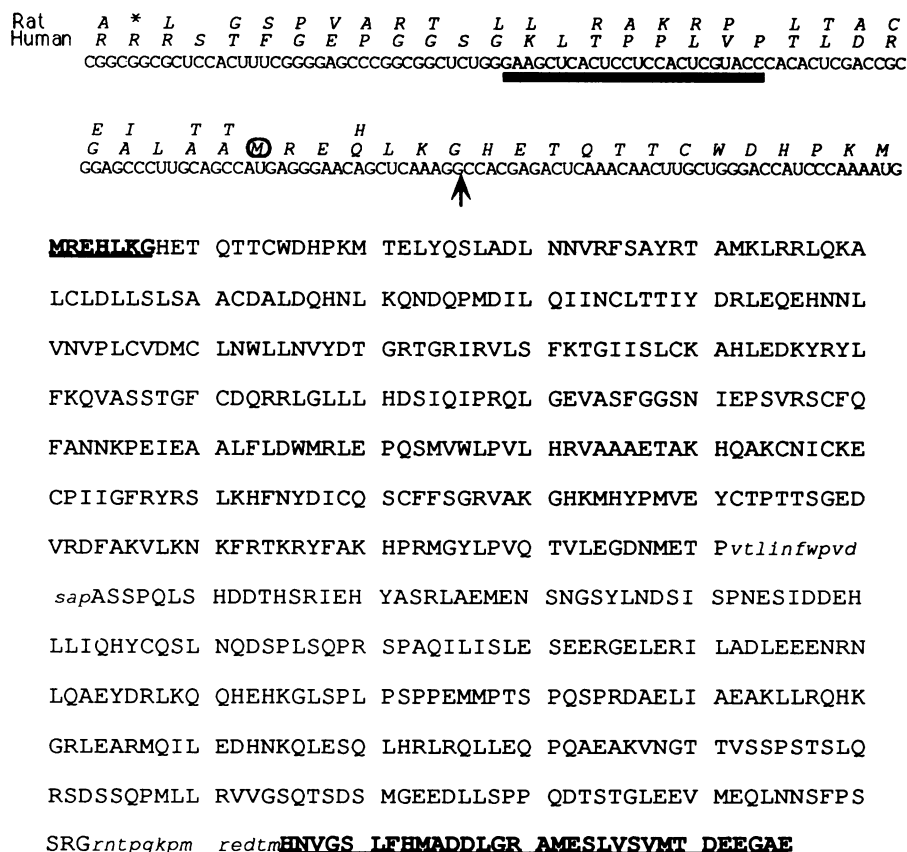 Rat A * L G S P V A R T L L R A K R P L T A C
Human R R R S T F G E P G G S G K L T P P L V P T L D R
CGGCGGCGCUCCACUUUCGGGGAGCCCGGCGGCUCUGGGAAGCUCACUCCUCCACUCGUACCCACACUCGACCGC
E I T T H
G A L A A M R E Q L K G H E T Q T T C W D H P K M
GGAGCCCUUGCAGCCAUGAGGGAACAGCUCAAAGGCCACGAGACUCAAACAACUUGCUGGGACCAUCCCAAAAUG
MREHLKGHET QTTCWDHPKM TELYQSLADL NNVRFSAYRT AMKLRRLQKA
LCLDLLSLSA ACDALDQHNL KQNDQPMDIL QIINCLTTIY DRLEQEHNNL
VNVPLCVDMC LNWLLNVYDT GRTGRIRVLS FKTGIISLCK AHLEDKYRYL
FKQVASSTGF CDQRRLGLLL HDSIQIPRQL GEVASFGGSN IEPSVRSCFQ
FANNKPEIEA ALFLDWMRLE PQSMVWLPVL HRVAAAETAK HQAKCNICKE
CPIIGFRYRS LKHFNYDICQ SCFFSGRVAK GHKMHYPMVE YCTPTTSGED
VRDFAKVLKN KFRTKRYFAK HPRMGYLPVQ TVLEGDNMET Pvtlinfwpvd
sapASSPQLS HDDTHSRIEH YASRLAEMEN SNGSYLNDSI SPNESIDDEH
LLIQHYCQSL NQDSPLSQPR SPAQILISLE SEERGELERI LADLEEENRN
LQAEYDRLKQ QHEHKGLSPL PSPPEMMPTS PQSPRDAELI AEAKLLRQHK
GRLEARMQIL EDHNKQLESQ LHRLRQLLEQ PQAEAKVNGT TVSSPSTSLQ
RSDSSQPMLL RVVGSQTSDS MGEEDLLSPP QDTSTGLEEV MEQLNNSFPS
SRGrntpgkpm redtmHNVGS LFHMADDLGR AMESLVSVMT DEEGAE